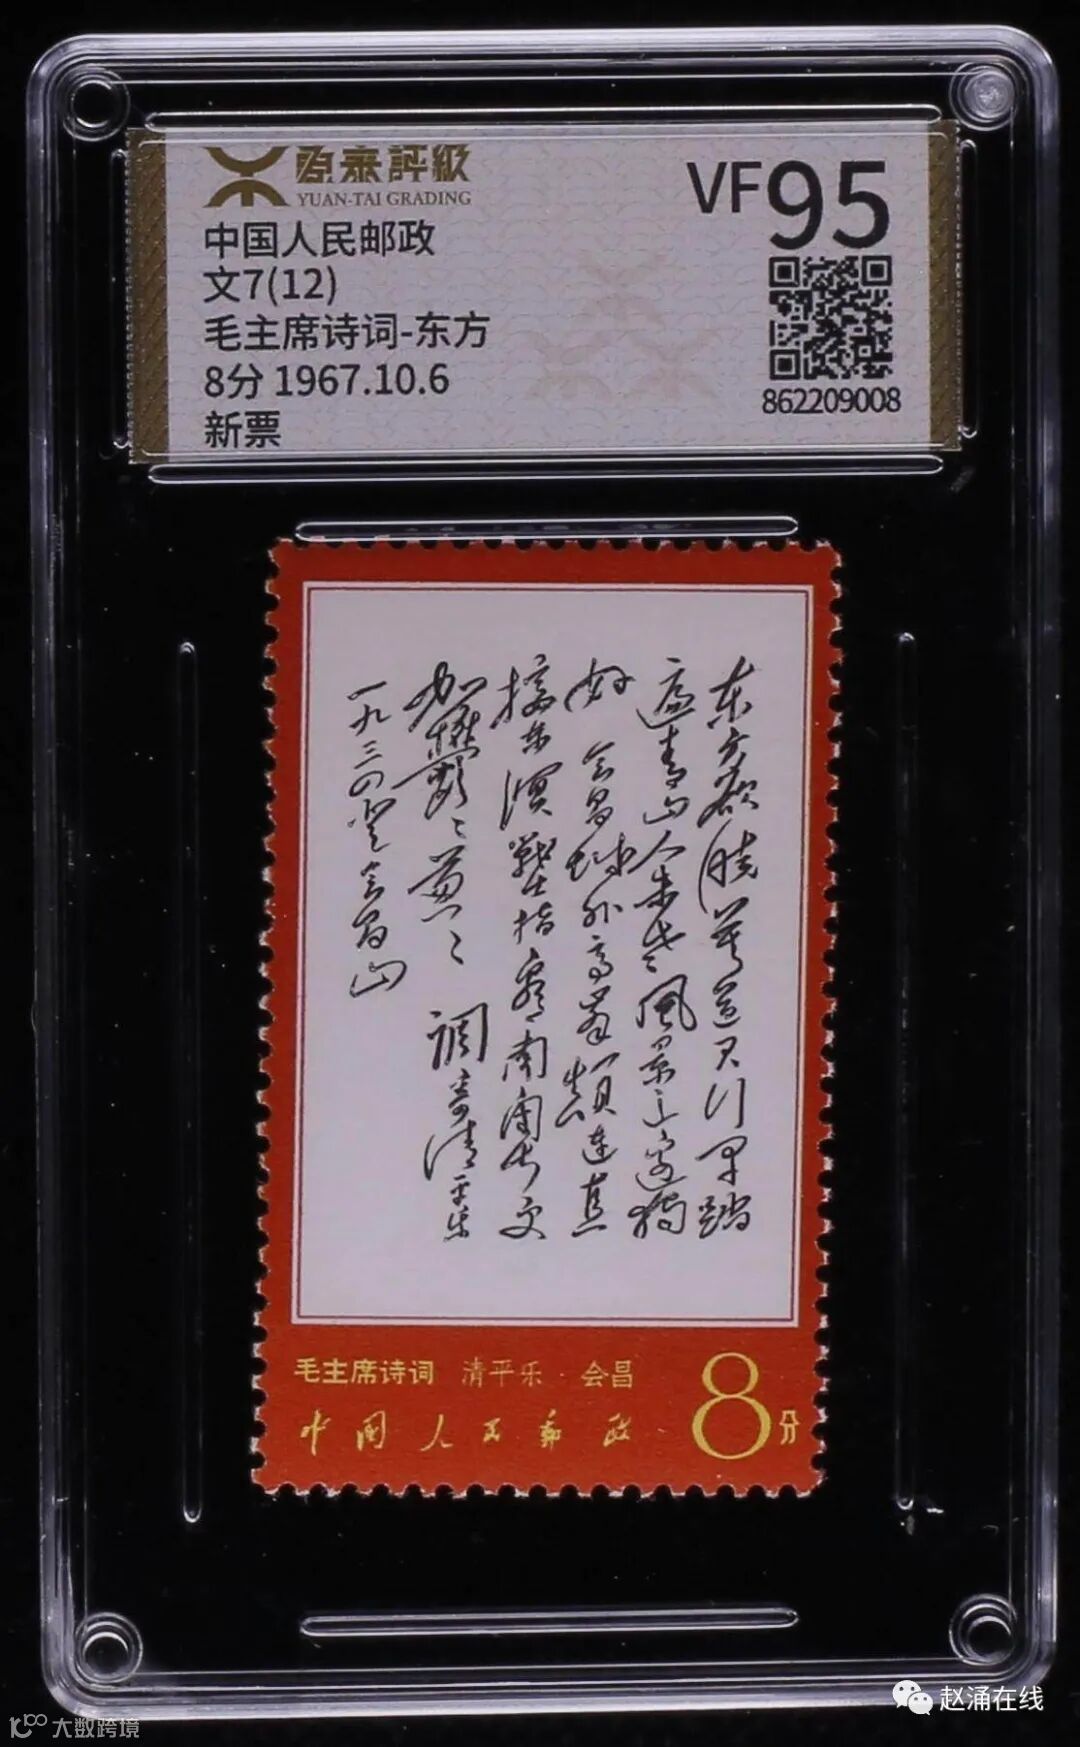 原泰評級
YUAN-TAI GRADING
VF95
中国人民邮政
文7(12)
毛主席诗词-东方
8分 1967.10.6
新票
862209008
东方欲晓莫道君行早踏
遍青山人未老风景这边独
好 会昌城外高峰颠连直
接东溟战士指看南粤更
加郁郁葱葱 调寄清平乐
一九三四登会昌山
毛主席诗词 清平乐·会昌
中国人民邮政
8分
赵涌在线
大数跨境